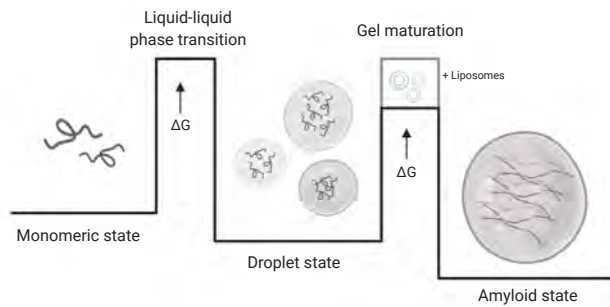 Liquid-liquid
phase transition
Gel maturation
+ Liposomes
ΔG
ΔG
Monomeric state
Droplet state
Amyloid state